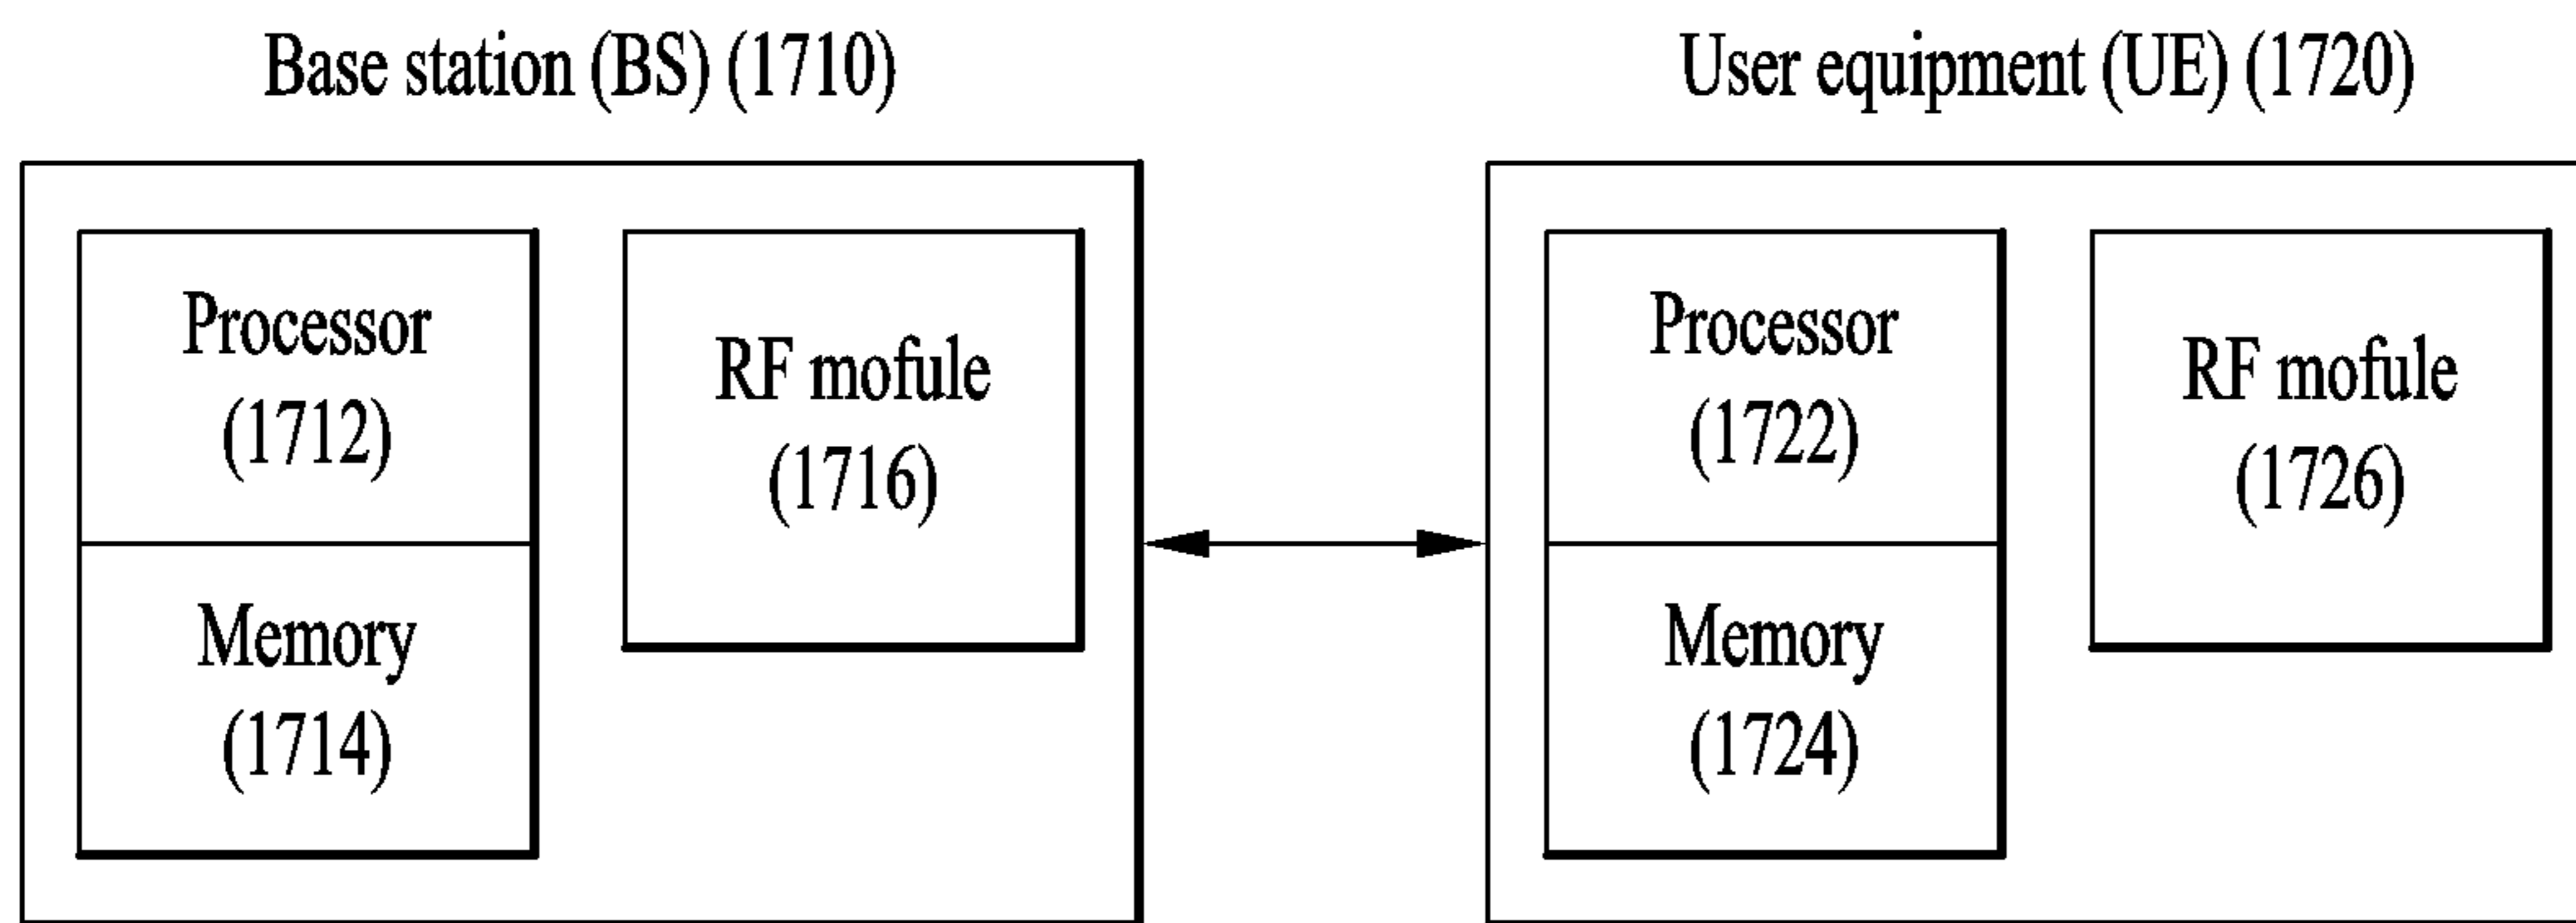 Base station (BS) (1710)
Processor
(1712)
Memory
(1714)
RF mofule
(1716)
User equipment (UE) (1720)
Processor
(1722)
Memory
(1724)
RF mofule
(1726)